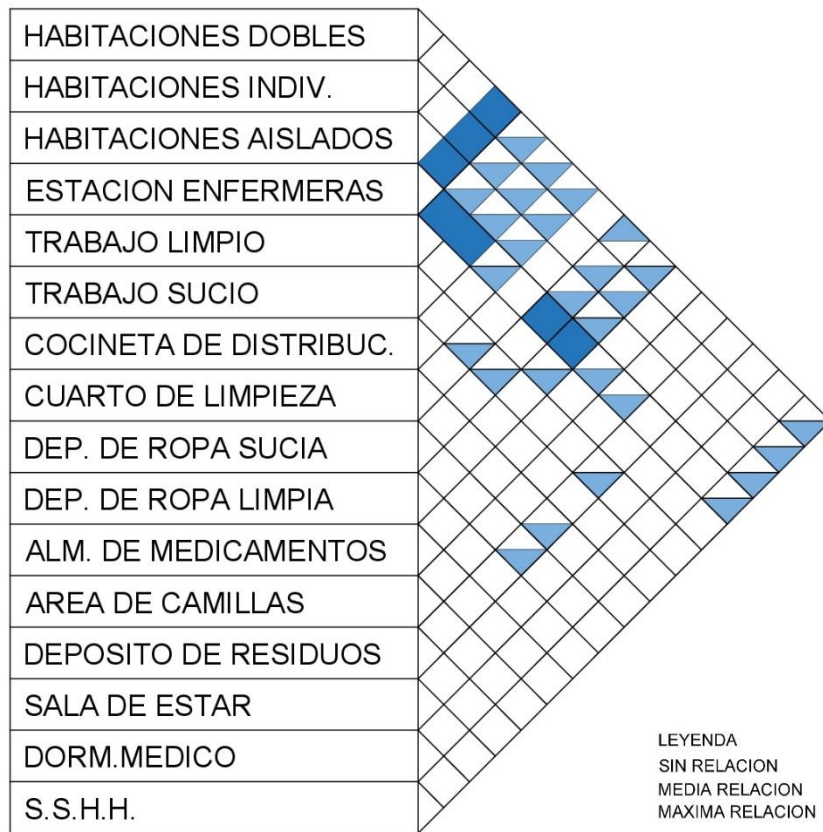 HABITACIONES DOBLES
HABITACIONES INDIV.
HABITACIONES AISLADOS
ESTACION ENFERMERAS
TRABAJO LIMPIO
TRABAJO SUCIO
COCINETA DE DISTRIBUC.
CUARTO DE LIMPIEZA
DEP. DE ROPA SUCIA
DEP. DE ROPA LIMPIA
ALM. DE MEDICAMENTOS
AREA DE CAMILLAS
DEPOSITO DE RESIDUOS
SALA DE ESTAR
DORM.MEDICO
S.S.H.H.
LEYENDA
SIN RELACION
MEDIA RELACION
MAXIMA RELACION